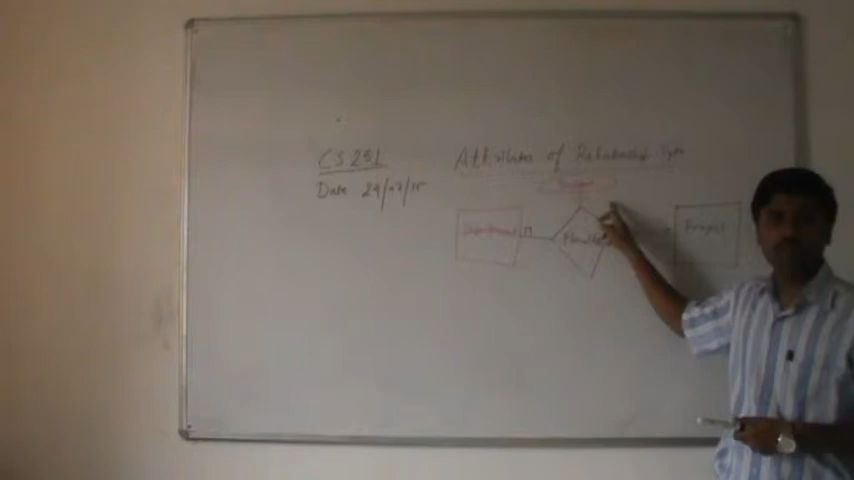 CS 251
Attributes of Relationship Type
Date 29/07/15
Department
Project